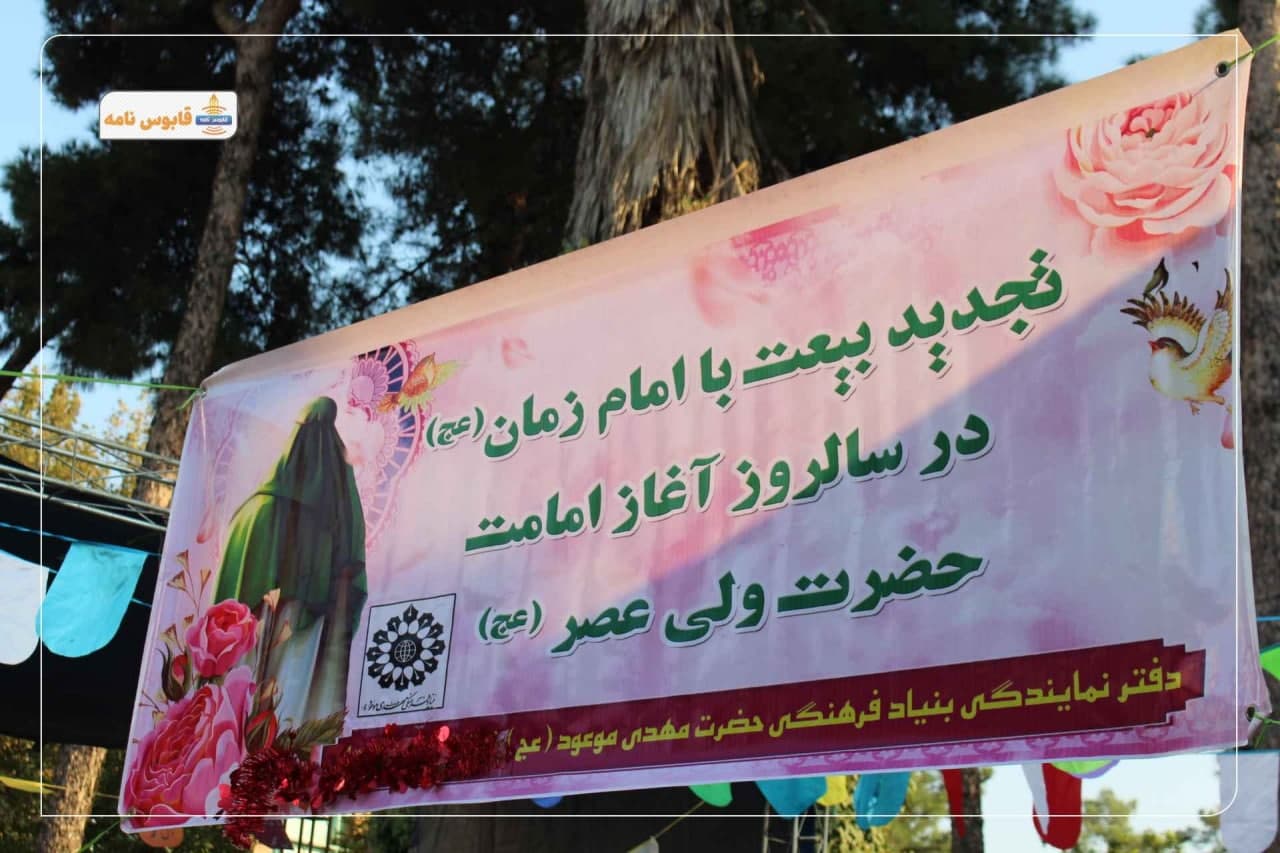 قابوس نامه
تجدید بیعت با امام زمان (عج)
در سالروز آغاز امامت
حضرت ولی عصر (عج)
دفتر نمایندگی بنیاد فرهنگی حضرت مهدی موعود (عج)